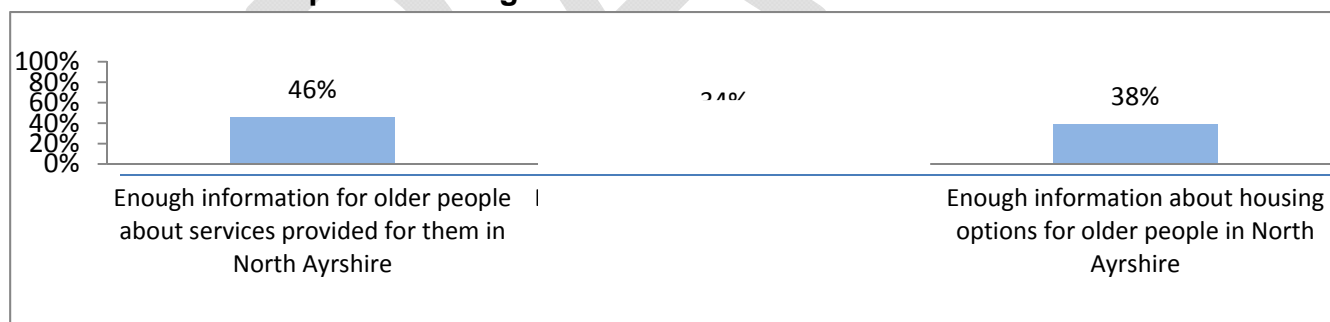 100%
80%
60%
40%
20%
0%
46%
38%
Enough information for older people
about services provided for them in
North Ayrshire
Enough information about housing
options for older people in North
Ayrshire